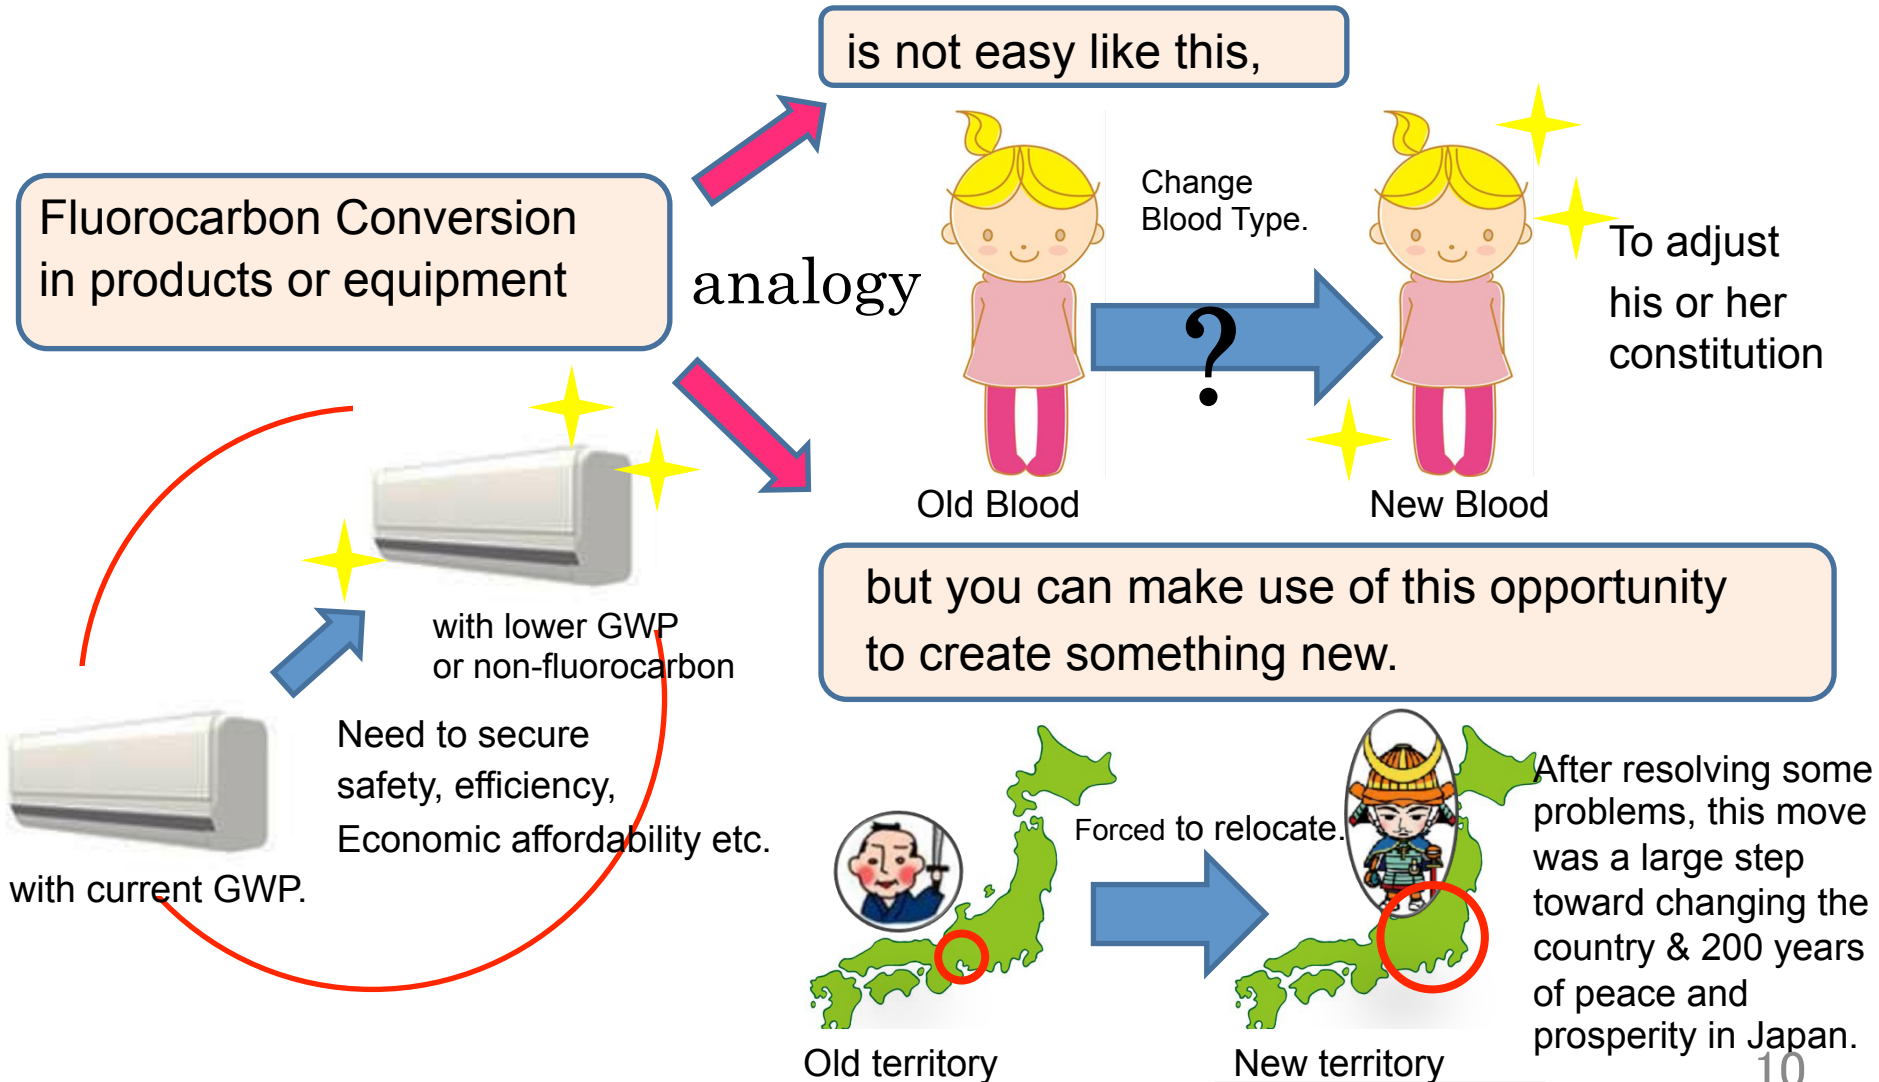 is not easy like this,
Fluorocarbon Conversion
in products or equipment
analogy
Change
Blood Type.
?
To adjust
his or her
constitution
Old Blood
New Blood
with lower GWP
or non-fluorocarbon
Need to secure
safety, efficiency,
Economic affordability etc.
with current GWP.
but you can make use of this opportunity
to create something new.
Forced to relocate.
After resolving some
problems, this move
was a large step
toward changing the
country & 200 years
of peace and
prosperity in Japan.
Old territory
New territory
10